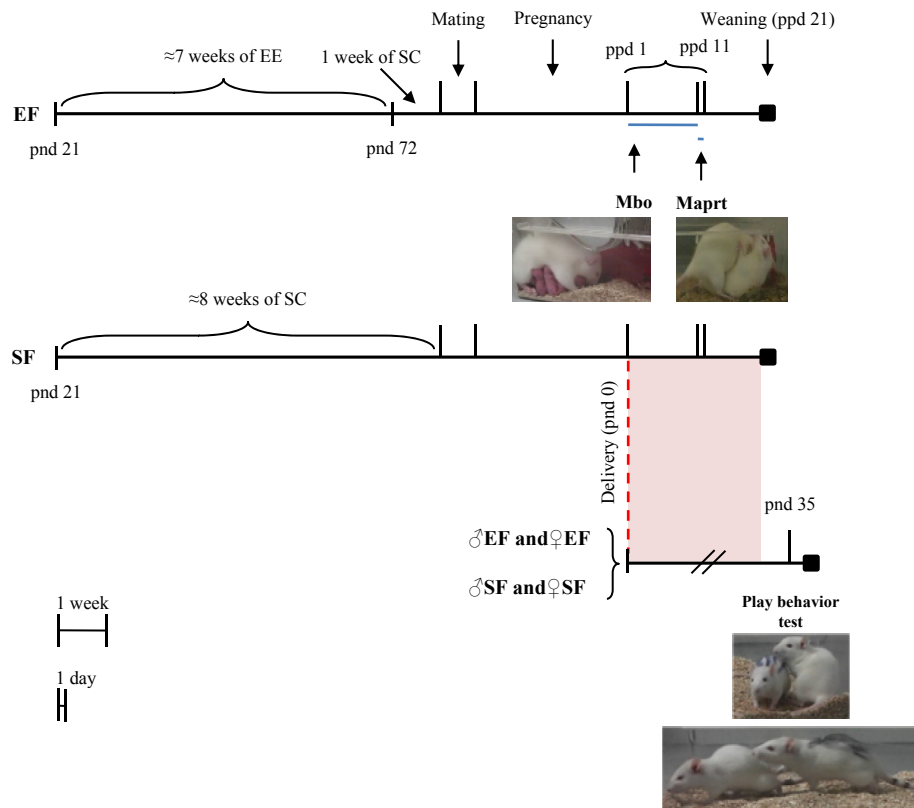 Mating
Pregnancy
Weaning (ppd 21)
≈7 weeks of EE
1 week of SC
ppd 1
ppd 11
EF
pnd 21
pnd 72
Mbo
Maprt
≈8 weeks of SC
SF
pnd 21
Delivery (pnd 0)
pnd 35
♂EF and♀EF
♂SF and♀SF
1 week
1 day
Play behavior
test